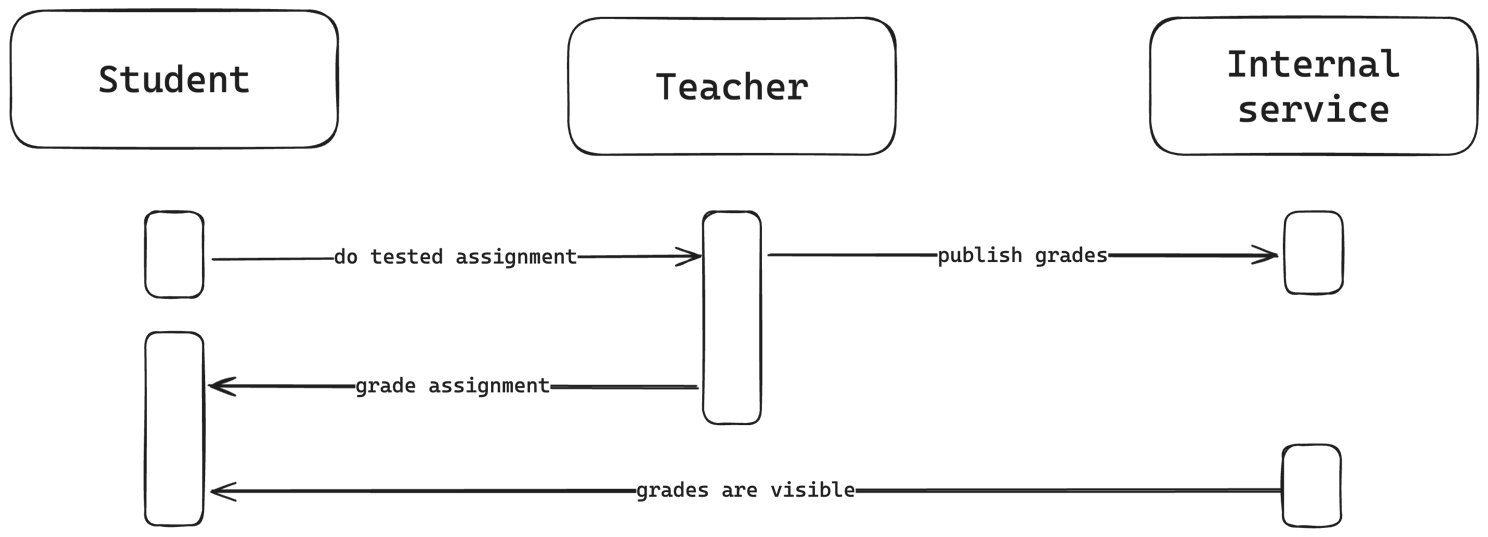 Student
Teacher
Internal
service
do tested assignment
publish grades
grade assignment
grades are visible